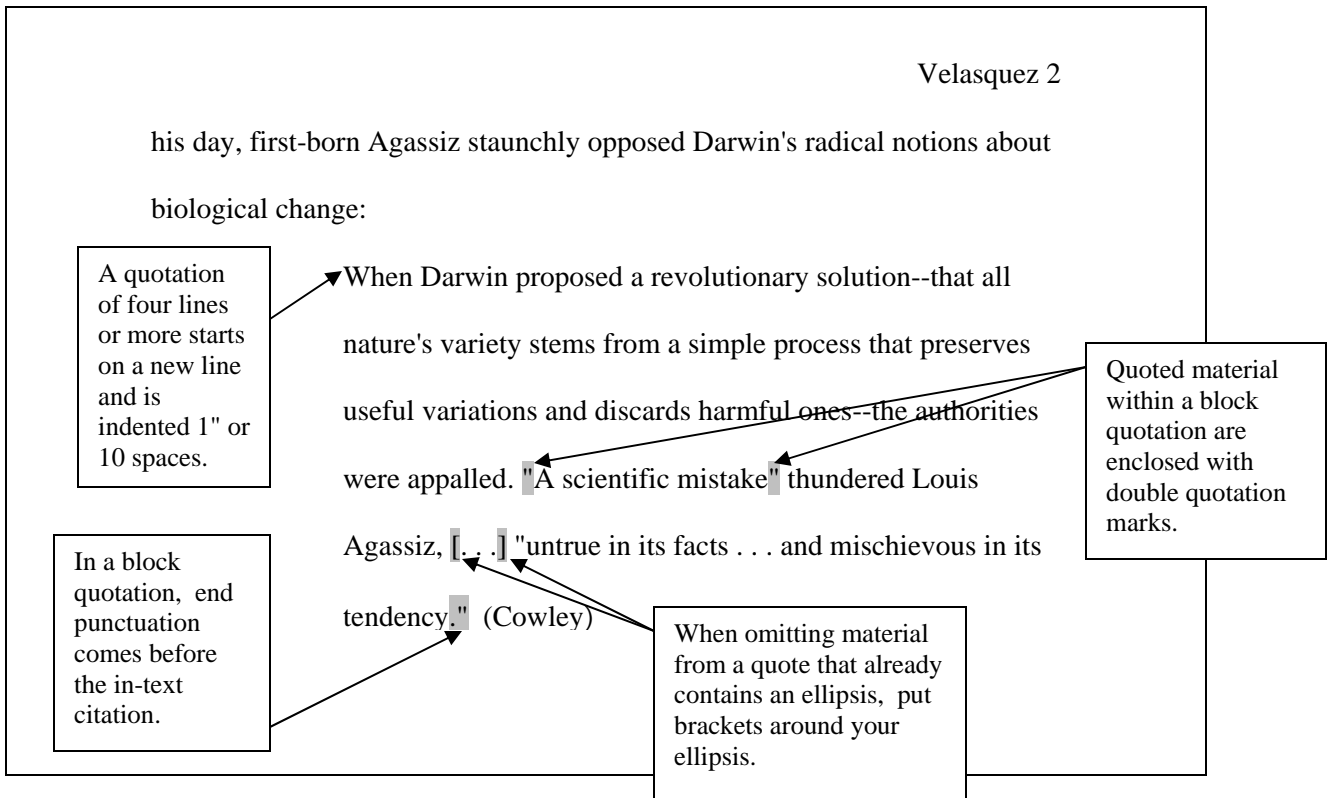 Velasquez 2
his day, first-born Agassiz staunchly opposed Darwin's radical notions about
biological change:
A quotation
of four lines
or more starts
on a new line
and is
indented 1" or
10 spaces.
When Darwin proposed a revolutionary solution--that all
nature's variety stems from a simple process that preserves
useful variations and discards harmful ones--the authorities
were appalled. "A scientific mistake" thundered Louis
Agassiz, [. . .] "untrue in its facts . . . and mischievous in its
tendency." (Cowley)
Quoted material
within a block
quotation are
enclosed with
double quotation
marks.
In a block
quotation, end
punctuation
comes before
the in-text
citation.
When omitting material
from a quote that already
contains an ellipsis, put
brackets around your
ellipsis.